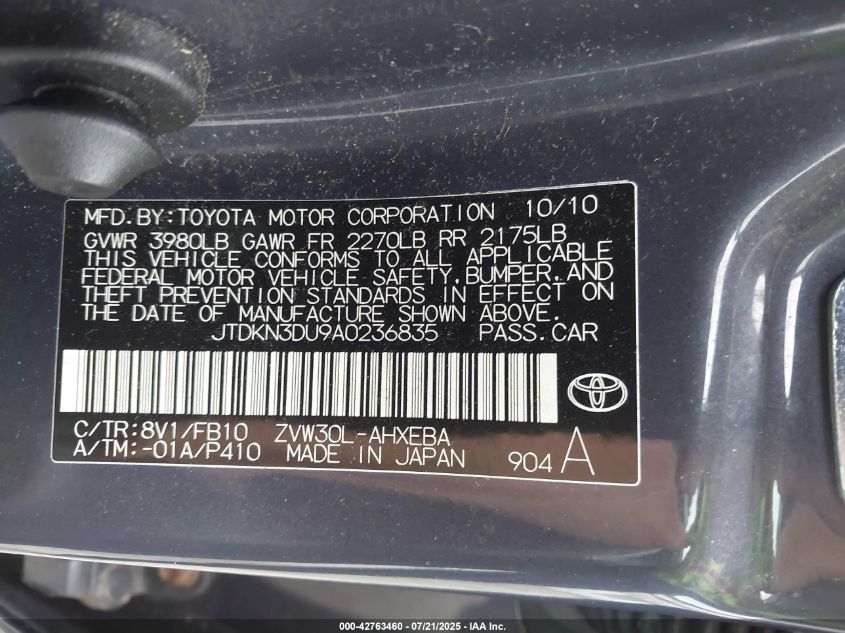 MFD.BY:TOYOTA MOTOR CORPORATION 10/10
GVWR 3980LB GAWR FR 2270LB RR 2175LB
THIS VEHICLE CONFORMS TO ALL APPLICABLE
FEDERAL MOTOR VEHICLE SAFETY,BUMPER,AND
THEFT PREVENTION STANDARDS IN EFFECT ON
THE DATE OF MANUFACTURE SHOWN ABOVE.
JTDKN3DU9A0236835 PASS.CAR
C/TR:8V1/FB10 ZVW30L-AHXEBA
A/TM:-01A/P410 MADE IN JAPAN 904 A
000-42763460 - 07/21/2025 - IAA Inc.